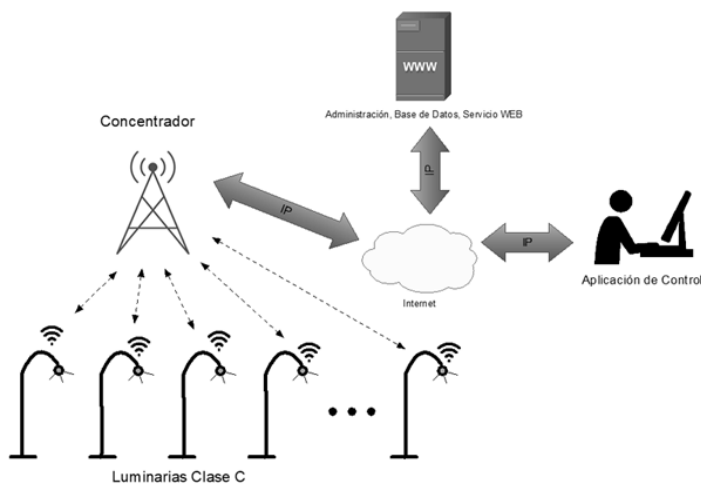 WWW
Administración, Base de Datos, Servicio WEB
Concentrador
IP
IP
IP
Internet
Aplicación de Control
Luminarias Clase C